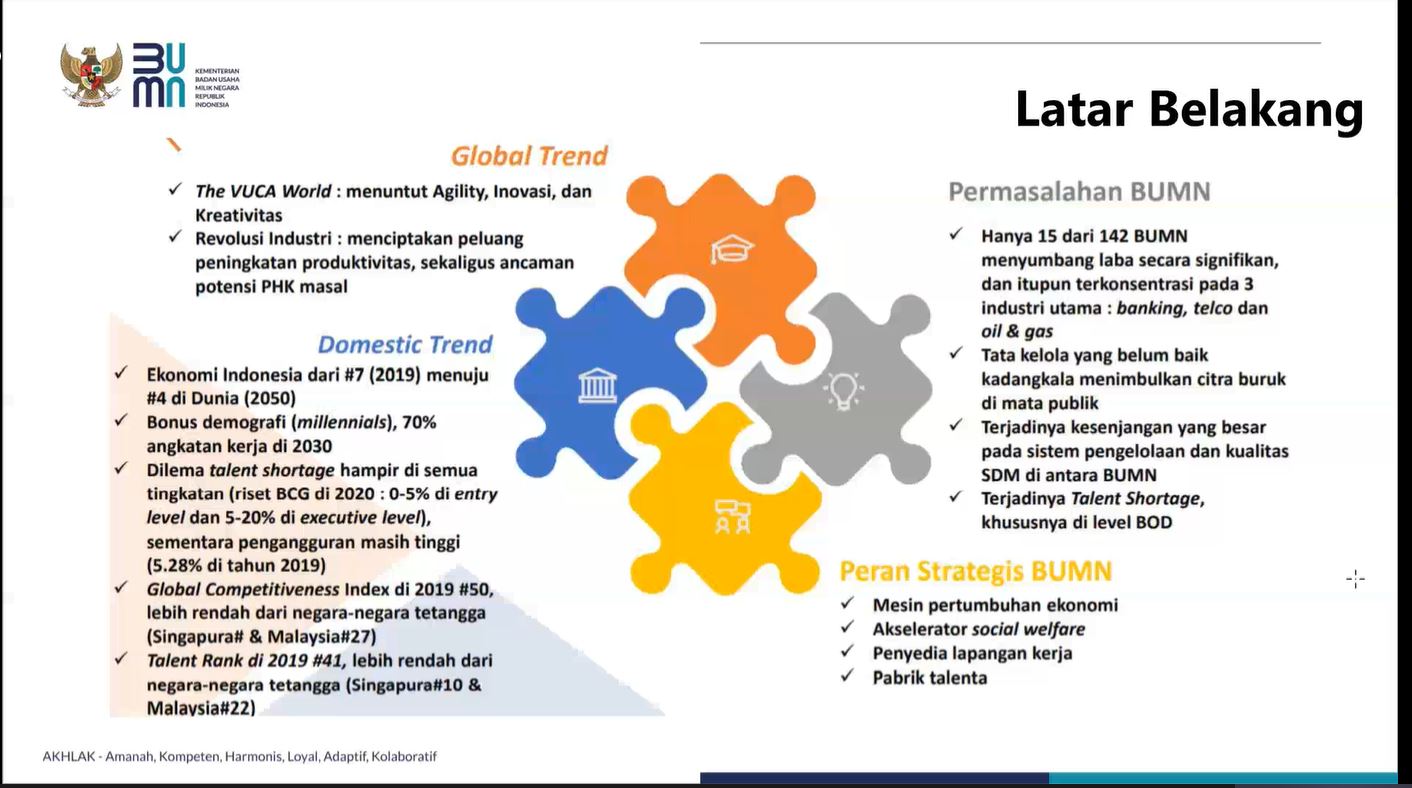 BUMN
KEMENTERIAN
BADAN USAHA
MILIK NEGARA
REPUBLIK
INDONESIA
Latar Belakang
Global Trend
✓ The VUCA World : menuntut Agility, Inovasi, dan
Kreativitas
✓ Revolusi Industri : menciptakan peluang
peningkatan produktivitas, sekaligus ancaman
potensi PHK masal
Domestic Trend
✓ Ekonomi Indonesia dari #7 (2019) menuju
#4 di Dunia (2050)
✓ Bonus demografi (millennials), 70%
angkatan kerja di 2030
✓ Dilema talent shortage hampir di semua
tingkatan (riset BCG di 2020 : 0-5% di entry
level dan 5-20% di executive level),
sementara pengangguran masih tinggi
(5.28% di tahun 2019)
✓ Global Competitiveness Index di 2019 #50,
lebih rendah dari negara-negara tetangga
(Singapura# & Malaysia#27)
✓ Talent Rank di 2019 #41, lebih rendah dari
negara-negara tetangga (Singapura#10 &
Malaysia#22)
Permasalahan BUMN
✓ Hanya 15 dari 142 BUMN
menyumbang laba secara signifikan,
dan itupun terkonsentrasi pada 3
industri utama : banking, telco dan
oil & gas
✓ Tata kelola yang belum baik
kadangkala menimbulkan citra buruk
di mata publik
✓ Terjadinya kesenjangan yang besar
pada sistem pengelolaan dan kualitas
SDM di antara BUMN
✓ Terjadinya Talent Shortage,
khususnya di level BOD
Peran Strategis BUMN
✓ Mesin pertumbuhan ekonomi
✓ Akselerator social welfare
✓ Penyedia lapangan kerja
✓ Pabrik talenta
AKHLAK - Amanah, Kompeten, Harmonis, Loyal, Adaptif, Kolaboratif